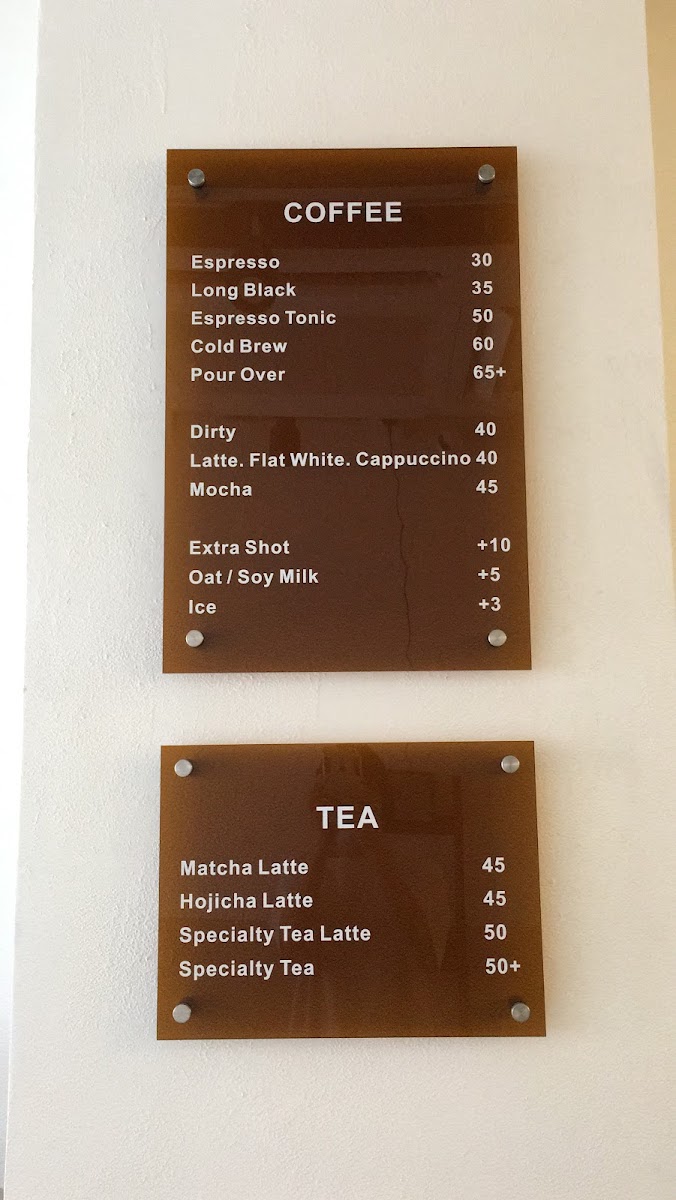 COFFEE
Espresso 30
Long Black 35
Espresso Tonic 50
Cold Brew 60
Pour Over 65+
Dirty 40
Latte. Flat White. Cappuccino 40
Mocha 45
Extra Shot +10
Oat / Soy Milk +5
Ice +3
TEA
Matcha Latte 45
Hojicha Latte 45
Specialty Tea Latte 50
Specialty Tea 50+